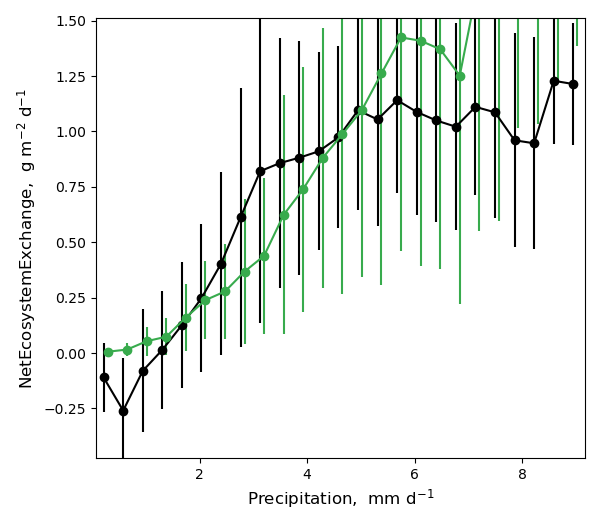 1.50
1.25
1.00
0.75
0.50
0.25
0.00
−0.25
NetEcosystemExchange, g m⁻² d⁻¹
2 4 6 8
Precipitation, mm d⁻¹